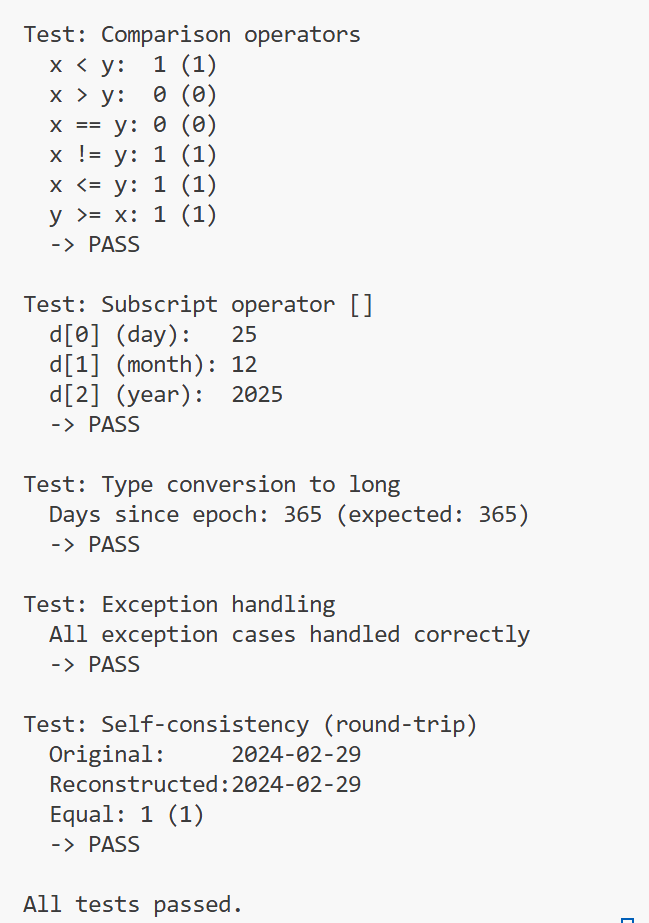 Test: Comparison operators
  x < y:  1 (1)
  x > y:  0 (0)
  x == y: 0 (0)
  x != y: 1 (1)
  x <= y: 1 (1)
  y >= x: 1 (1)
  -> PASS

Test: Subscript operator []
  d[0] (day):   25
  d[1] (month): 12
  d[2] (year):  2025
  -> PASS

Test: Type conversion to long
  Days since epoch: 365 (expected: 365)
  -> PASS

Test: Exception handling
  All exception cases handled correctly
  -> PASS

Test: Self-consistency (round-trip)
  Original:     2024-02-29
  Reconstructed:2024-02-29
  Equal: 1 (1)
  -> PASS

All tests passed.